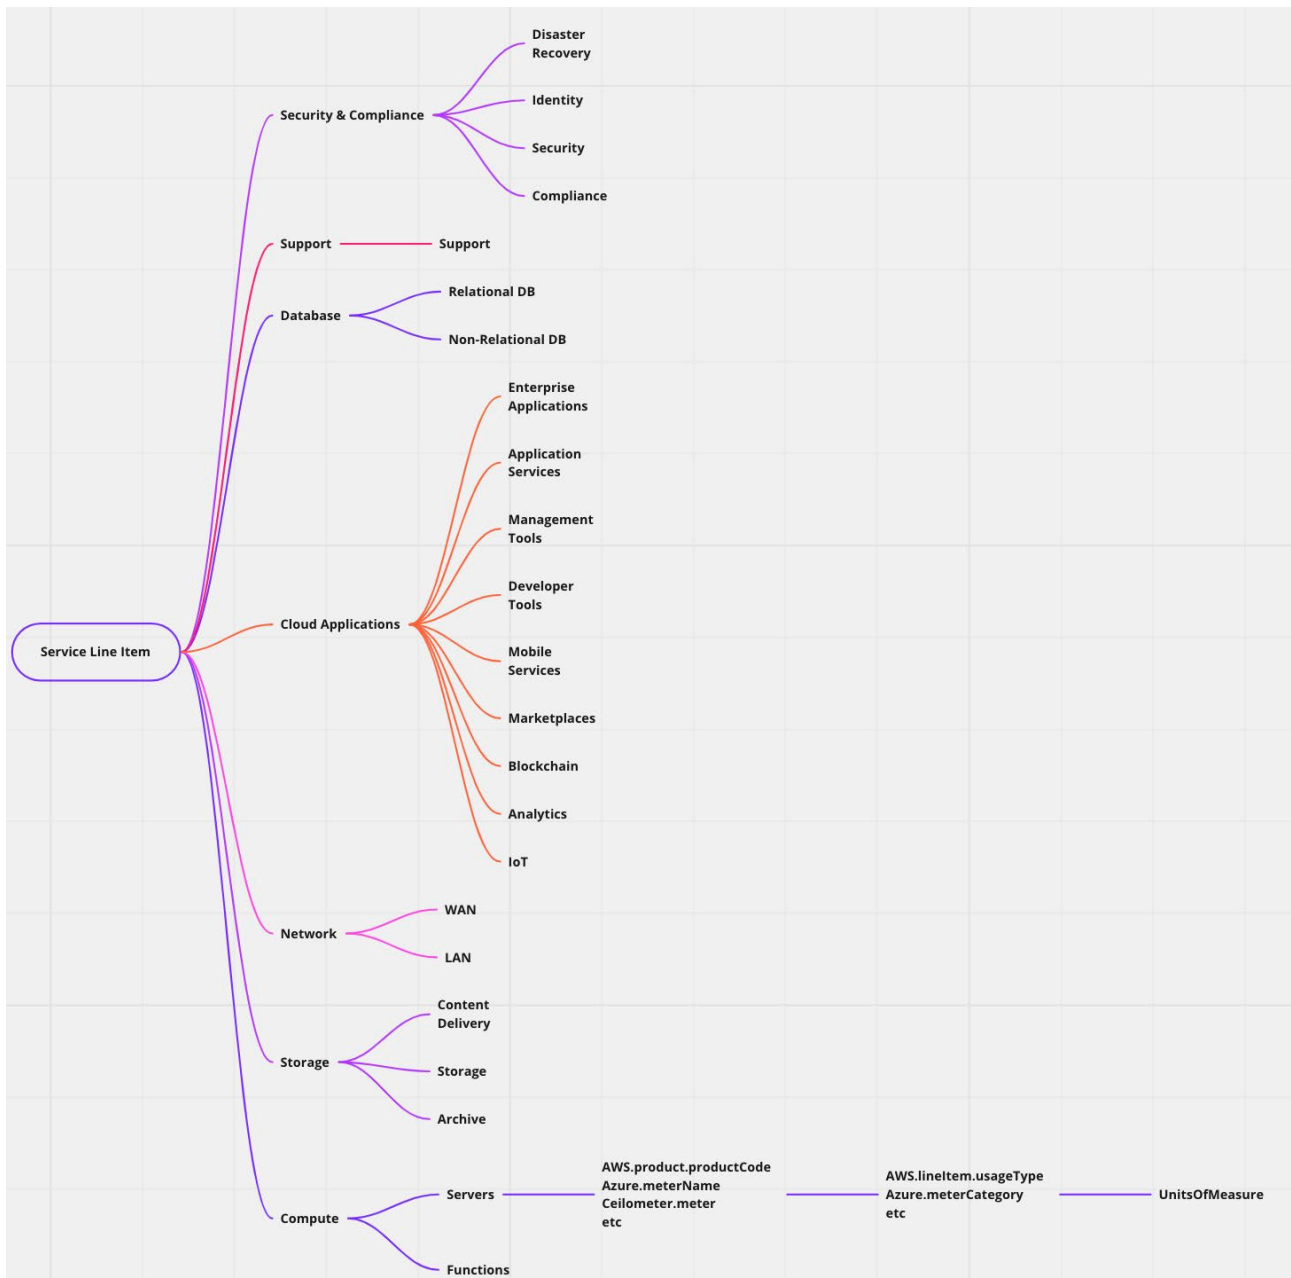 Disaster
Recovery
Identity
Security & Compliance
Security
Compliance
Support
Support
Relational DB
Database
Non-Relational DB
Enterprise
Applications
Application
Services
Management
Tools
Developer
Tools
Cloud Applications
Service Line Item
Mobile
Services
Marketplaces
Blockchain
Analytics
IoT
WAN
Network
LAN
Content
Delivery
Storage
Storage
Archive
Servers
AWS.product.productCode
Azure.meterName
Ceilometer.meter
etc
AWS.lineItem.usageType
Azure.meterCategory
etc
UnitsOfMeasure
Compute
Functions